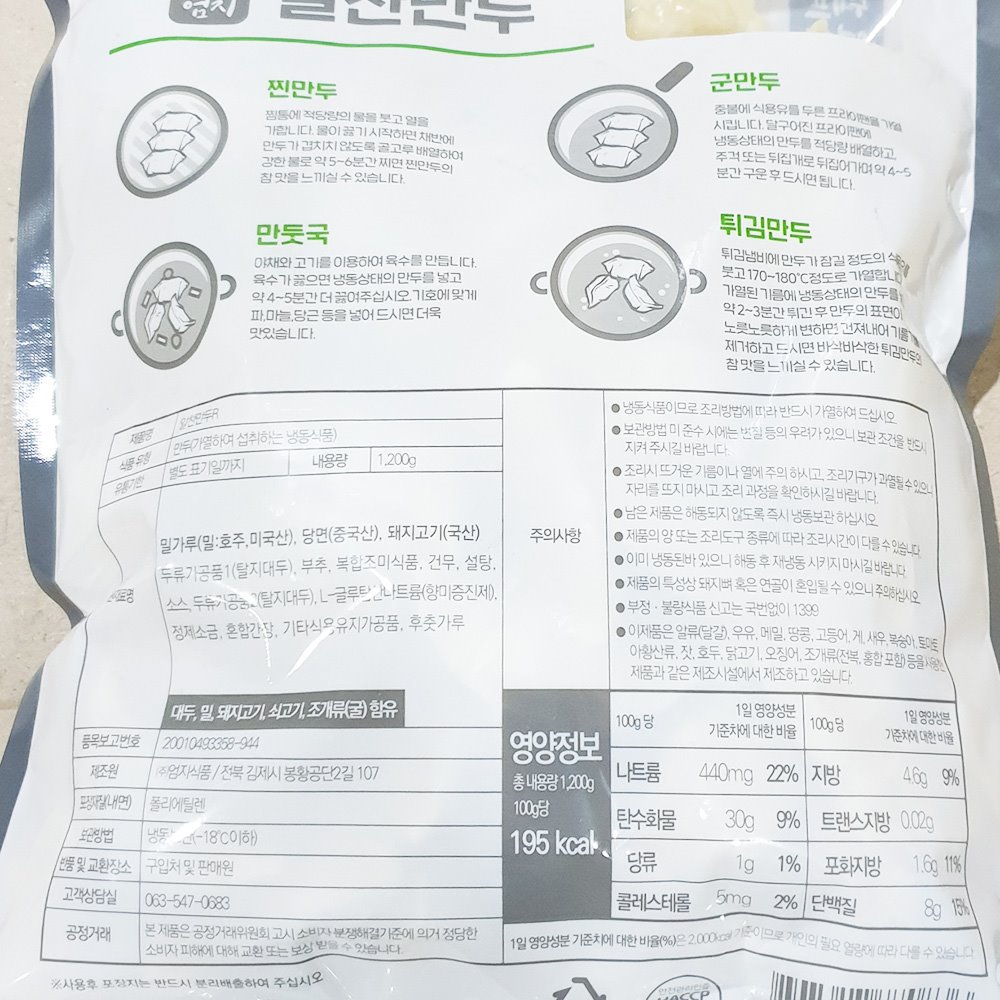 엄지
찐만두
찜통에 적당량의 물을 붓고 열을
가합니다. 물이 끓기 시작하면 채반에
만두가 겹치지 않도록 골고루 배열하여
강한 불로 약 5~6분간 찌면 찐만두의
참 맛을 느끼실 수 있습니다.
군만두
중불에 식용유를 두른 프라이팬을 가열
시킵니다. 달구어진 프라이팬에
냉동상태의 만두를 적당량 배열하고,
주걱 또는 뒤집개로 뒤집어가며 약 4~5
분간 구운 후 드시면 됩니다.
만둣국
야채와 고기를 이용하여 육수를 만듭니다.
육수가 끓으면 냉동상태의 만두를 넣고
약 4~5분간 더 끓여주십시오. 기호에 맞게
파, 마늘, 당근 등을 넣어 드시면 더욱
맛있습니다.
튀김만두
튀김냄비에 만두가 잠길 정도의
붓고 170~180℃정도로 가열합니다
가열된 기름에 냉동상태의 만두를
약 2~3분간 튀긴 후 만두의 표면이
노릇노릇하게 변하면 건져내어 기름
제거하고 드시면 바삭바삭한 튀김만두의
참 맛을 느끼실 수 있습니다.
제품명 알찬만두R
식품유형 만두(가열하여 섭취하는 냉동식품)
유통기한 별도 표기일까지 내용량 1,200g
밀가루(밀:호주,미국산), 당면(중국산), 돼지고기(국산)
두류가공품1(탈지대두), 부추, 복합조미식품, 건무, 설탕,
소스, 두류가공품2(탈지대두), L-글루탐산나트륨(향미증진제),
정제소금, 혼합간장, 기타식용유지가공품, 후춧가루
대두, 밀, 돼지고기, 쇠고기, 조개류(굴) 함유
품목보고번호 20010493358-944
제조원 ㈜엄지식품 / 전북 김제시 봉황공단2길 107
포장재질(내면) 폴리에틸렌
보관방법 냉동보관(-18℃이하)
반품 및 교환장소 구입처 및 판매원
고객상담실 063-547-0683
공정거래 본 제품은 공정거래위원회 고시 소비자 분쟁해결기준에 의거 정당한
소비자 피해에 대해 교환 또는 보상 받을 수 있습니다.
※사용후 포장지는 반드시 분리배출하여 주십시오
주의사항
● 냉동식품이므로 조리방법에 따라 반드시 가열하여 드십시오
● 보관방법 미 준수 시에는 변질 등의 우려가 있으니 보관 조건을 반드시
지켜 주시길 바랍니다.
● 조리시 뜨거운 기름이나 열에 주의 하시고, 조리기구가 과열될 수 있으니
자리를 뜨지 마시고 조리 과정을 확인하시길 바랍니다.
● 남은 제품은 해동되지 않도록 즉시 냉동보관 하십시오
● 제품의 양 또는 조리도구 종류에 따라 조리시간이 다를 수 있습니다.
● 이미 냉동된바 있으니 해동 후 재냉동 시키지 마시길 바랍니다.
● 제품의 특성상 돼지뼈 혹은 연골이 혼입될 수 있으니 주의하십시오
● 부정·불량식품 신고는 국번없이 1399
● 이제품은 알류(달걀), 우유, 메밀, 땅콩, 고등어, 게, 새우, 복숭아, 토마토,
아황산류, 잣, 호두, 닭고기, 오징어, 조개류(전복, 홍합 포함) 등을 사용한
제품과 같은 제조시설에서 제조하고 있습니다.
영양정보
총 내용량 1,200g
100g당
195 kcal
100g 당 1일 영양성분 기준치에 대한 비율 100g 당 1일 영양성분 기준치에 대한 비율
나트륨 440mg 22% 지방 4.6g 9%
탄수화물 30g 9% 트랜스지방 0.02g
당류 1g 1% 포화지방 1.6g 11%
콜레스테롤 5mg 2% 단백질 8g 15%
1일 영양성분 기준치에 대한 비율(%)은 2,000kcal 기준이므로 개인의 필요 열량에 따라 다를 수 있습니다.
안전관리인증
HACCP